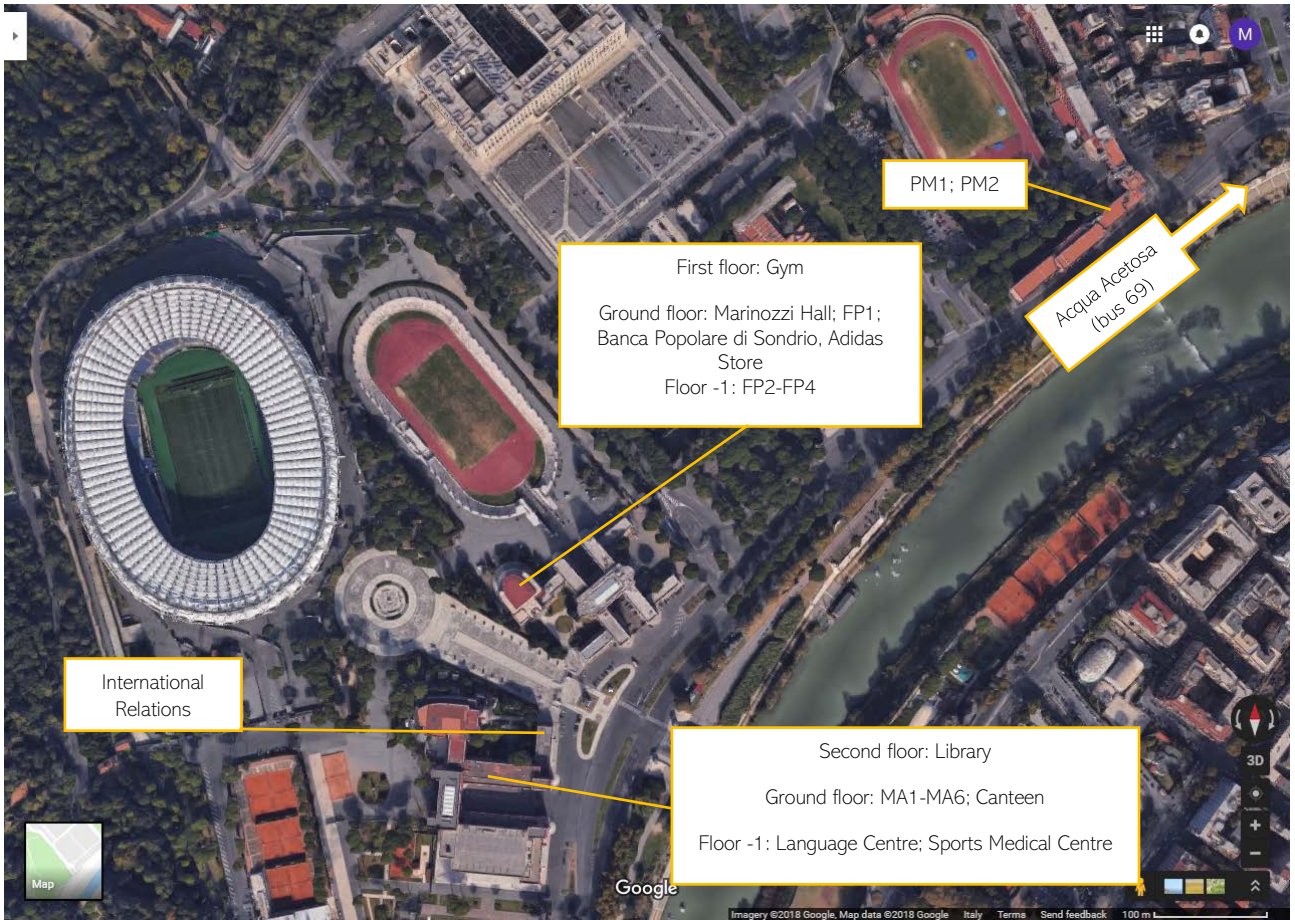 M
PM1; PM2
Acqua Acetosa
(bus 69)
First floor: Gym
Ground floor: Marinozzi Hall; FP1;
Banca Popolare di Sondrio, Adidas
Store
Floor -1: FP2-FP4
International
Relations
Second floor: Library
Ground floor: MA1-MA6; Canteen
Floor -1: Language Centre; Sports Medical Centre
3D
Map
Google
Imagery ©2018 Google, Map data ©2018 Google Italy Terms Send feedback 100 m